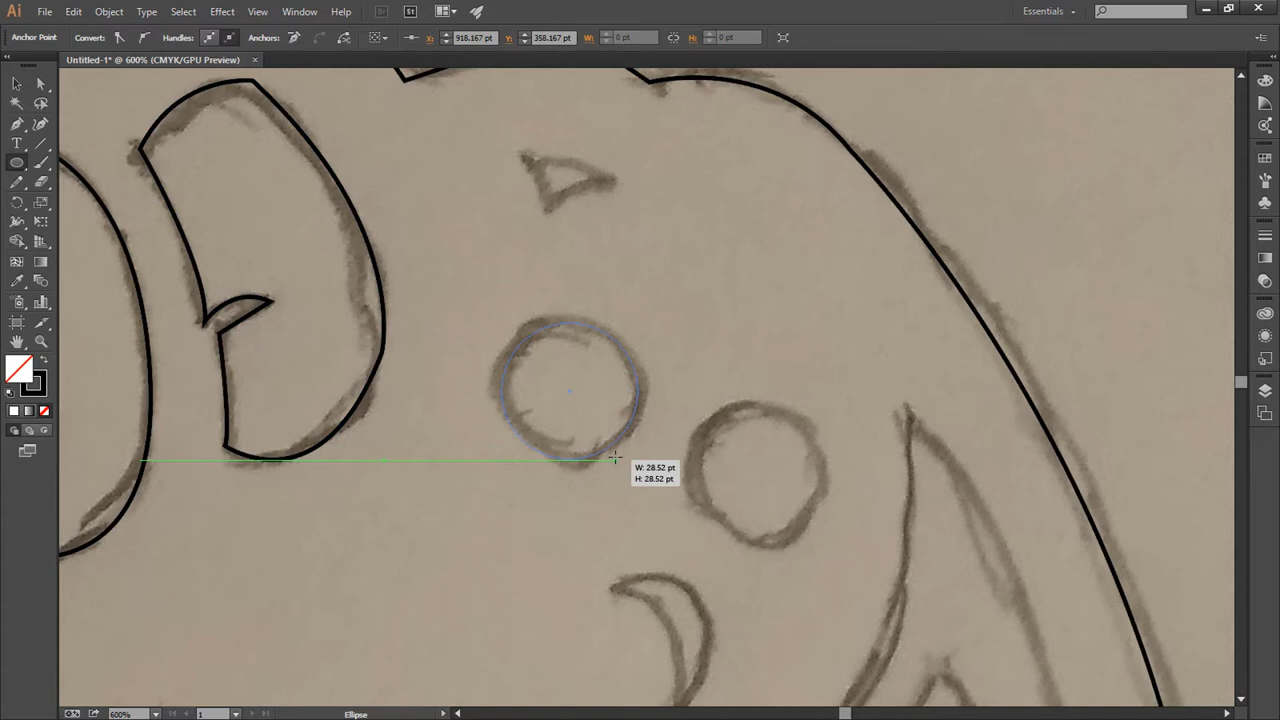 Ai File Edit Object Type Select Effect View Window Help Br St Essentials
Anchor Point Convert: Handles: Anchors: X: 918.167 pt Y: 358.167 pt W: 0 pt H: 0 pt
Untitled-1* @ 600% (CMYK/GPU Preview) ×
T
W: 28.52 pt
H: 28.52 pt
600% 1 Ellipse